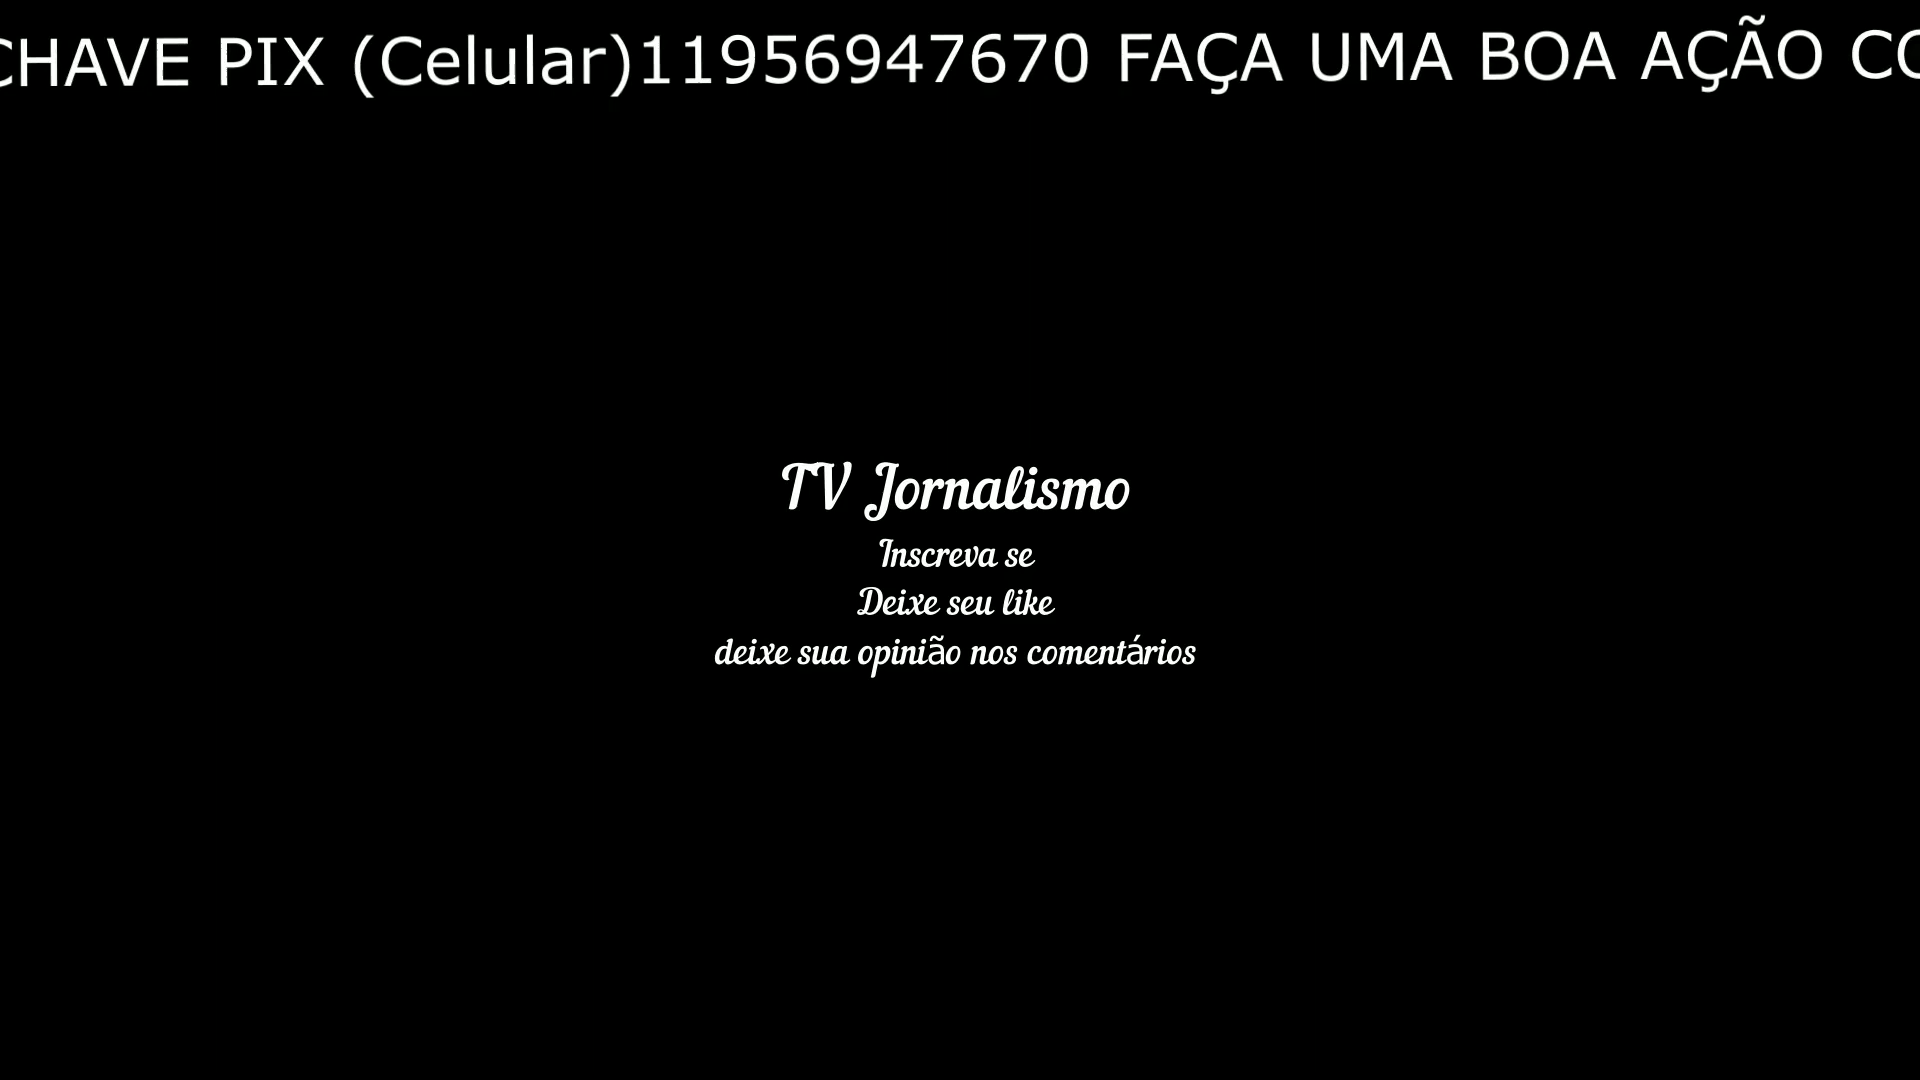 CHAVE PIX (Celular)11956947670 FAÇA UMA BOA AÇÃO
TV Jornalismo
Inscreva se
Deixe seu like
deixe sua opinião nos comentários